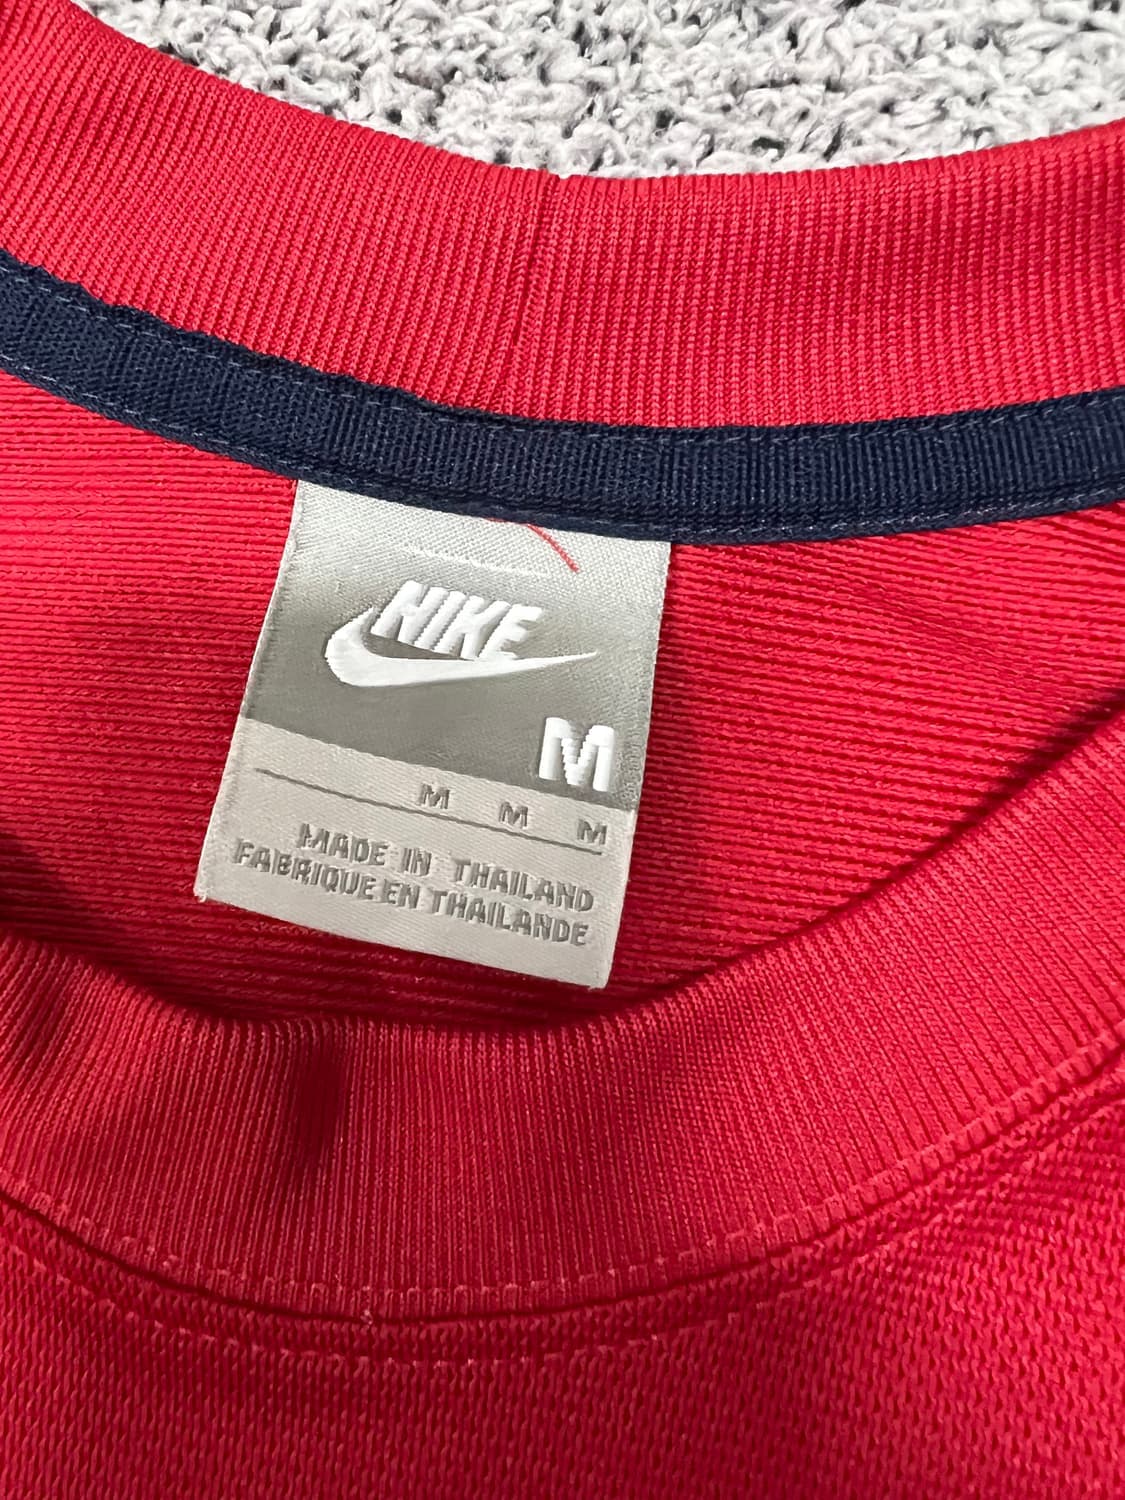 NIKE
M
M M M
MADE IN THAILAND
FABRIQUE EN THAILANDE